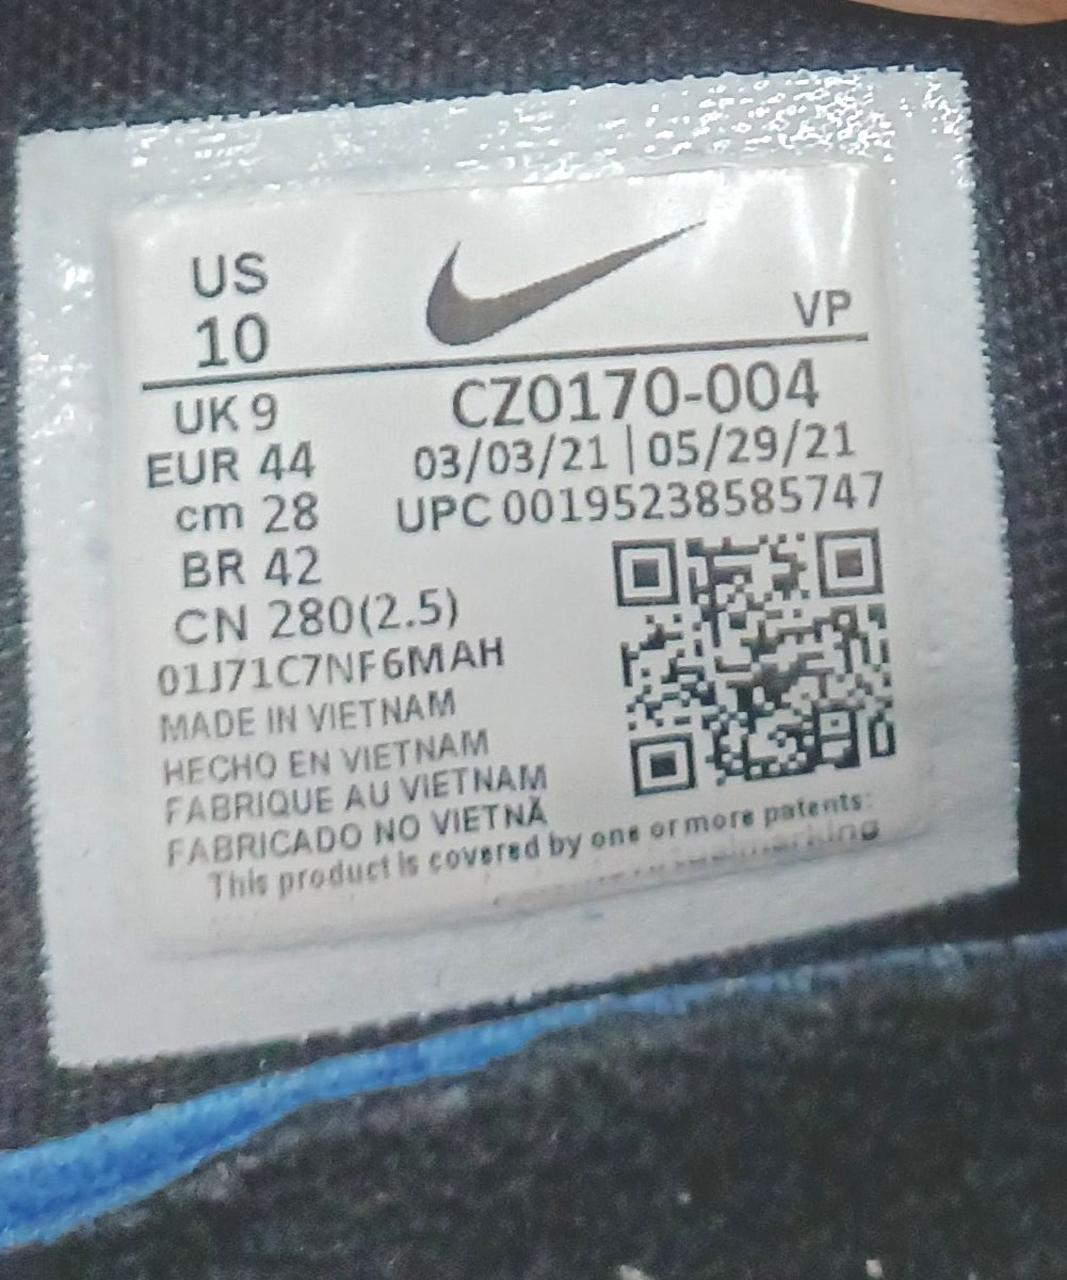 US
10
VP
UK 9
CZ0170-004
EUR 44
03/03/21 | 05/29/21
cm 28
UPC 00195238585747
BR 42
CN 280(2.5)
01J71C7NF6MAH
MADE IN VIETNAM
HECHO EN VIETNAM
FABRIQUE AU VIETNAM
FABRICADO NO VIETNÃ
This product is covered by one or more patents: